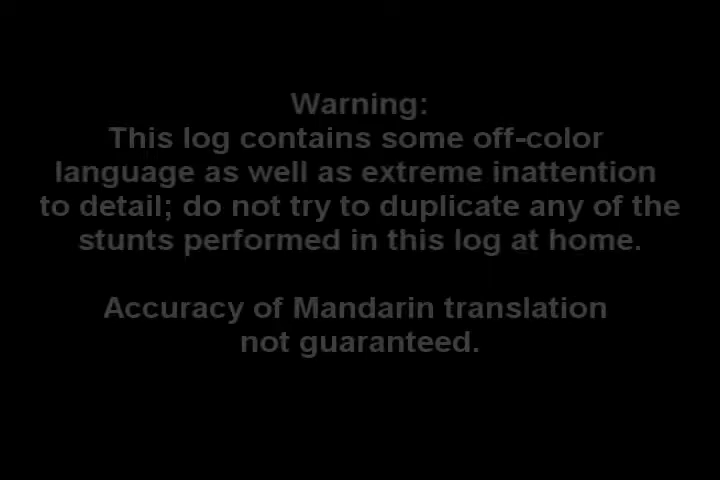 Warning:
This log contains some off-color
language as well as extreme inattention
to detail; do not try to duplicate any of the
stunts performed in this log at home.
Accuracy of Mandarin translation
not guaranteed.